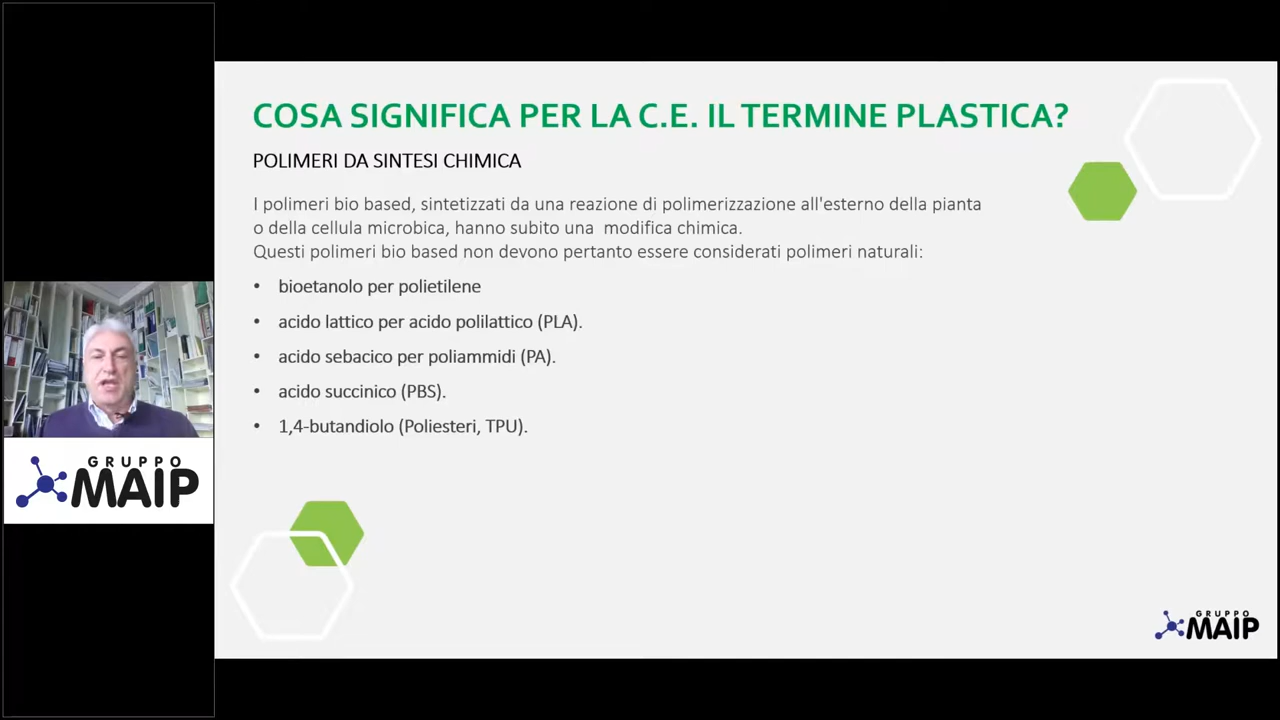 COSA SIGNIFICA PER LA C.E. IL TERMINE PLASTICA?
POLIMERI DA SINTESI CHIMICA
I polimeri bio based, sintetizzati da una reazione di polimerizzazione all'esterno della pianta
o della cellula microbica, hanno subito una modifica chimica.
Questi polimeri bio based non devono pertanto essere considerati polimeri naturali:
• bioetanolo per polietilene
• acido lattico per acido polilattico (PLA).
• acido sebacico per poliammidi (PA).
• acido succinico (PBS).
• 1,4-butandiolo (Poliesteri, TPU).
GRUPPO
MAIP
GRUPPO
MAIP